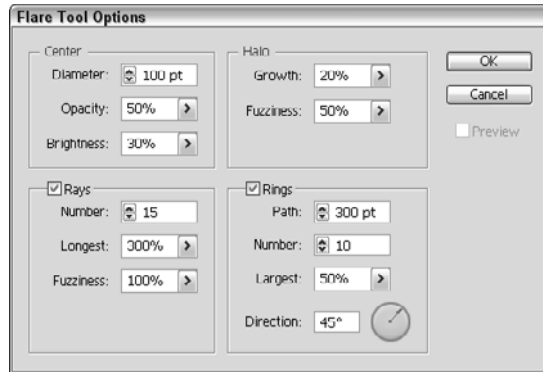 Flare Tool Options
Center
Diameter: 100 pt
Opacity: 50%
Brightness: 30%
Halo
Growth: 20%
Fuzziness: 50%
OK
Cancel
Preview
Rays
Number: 15
Longest: 300%
Fuzziness: 100%
Rings
Path: 300 pt
Number: 10
Largest: 50%
Direction: 45°